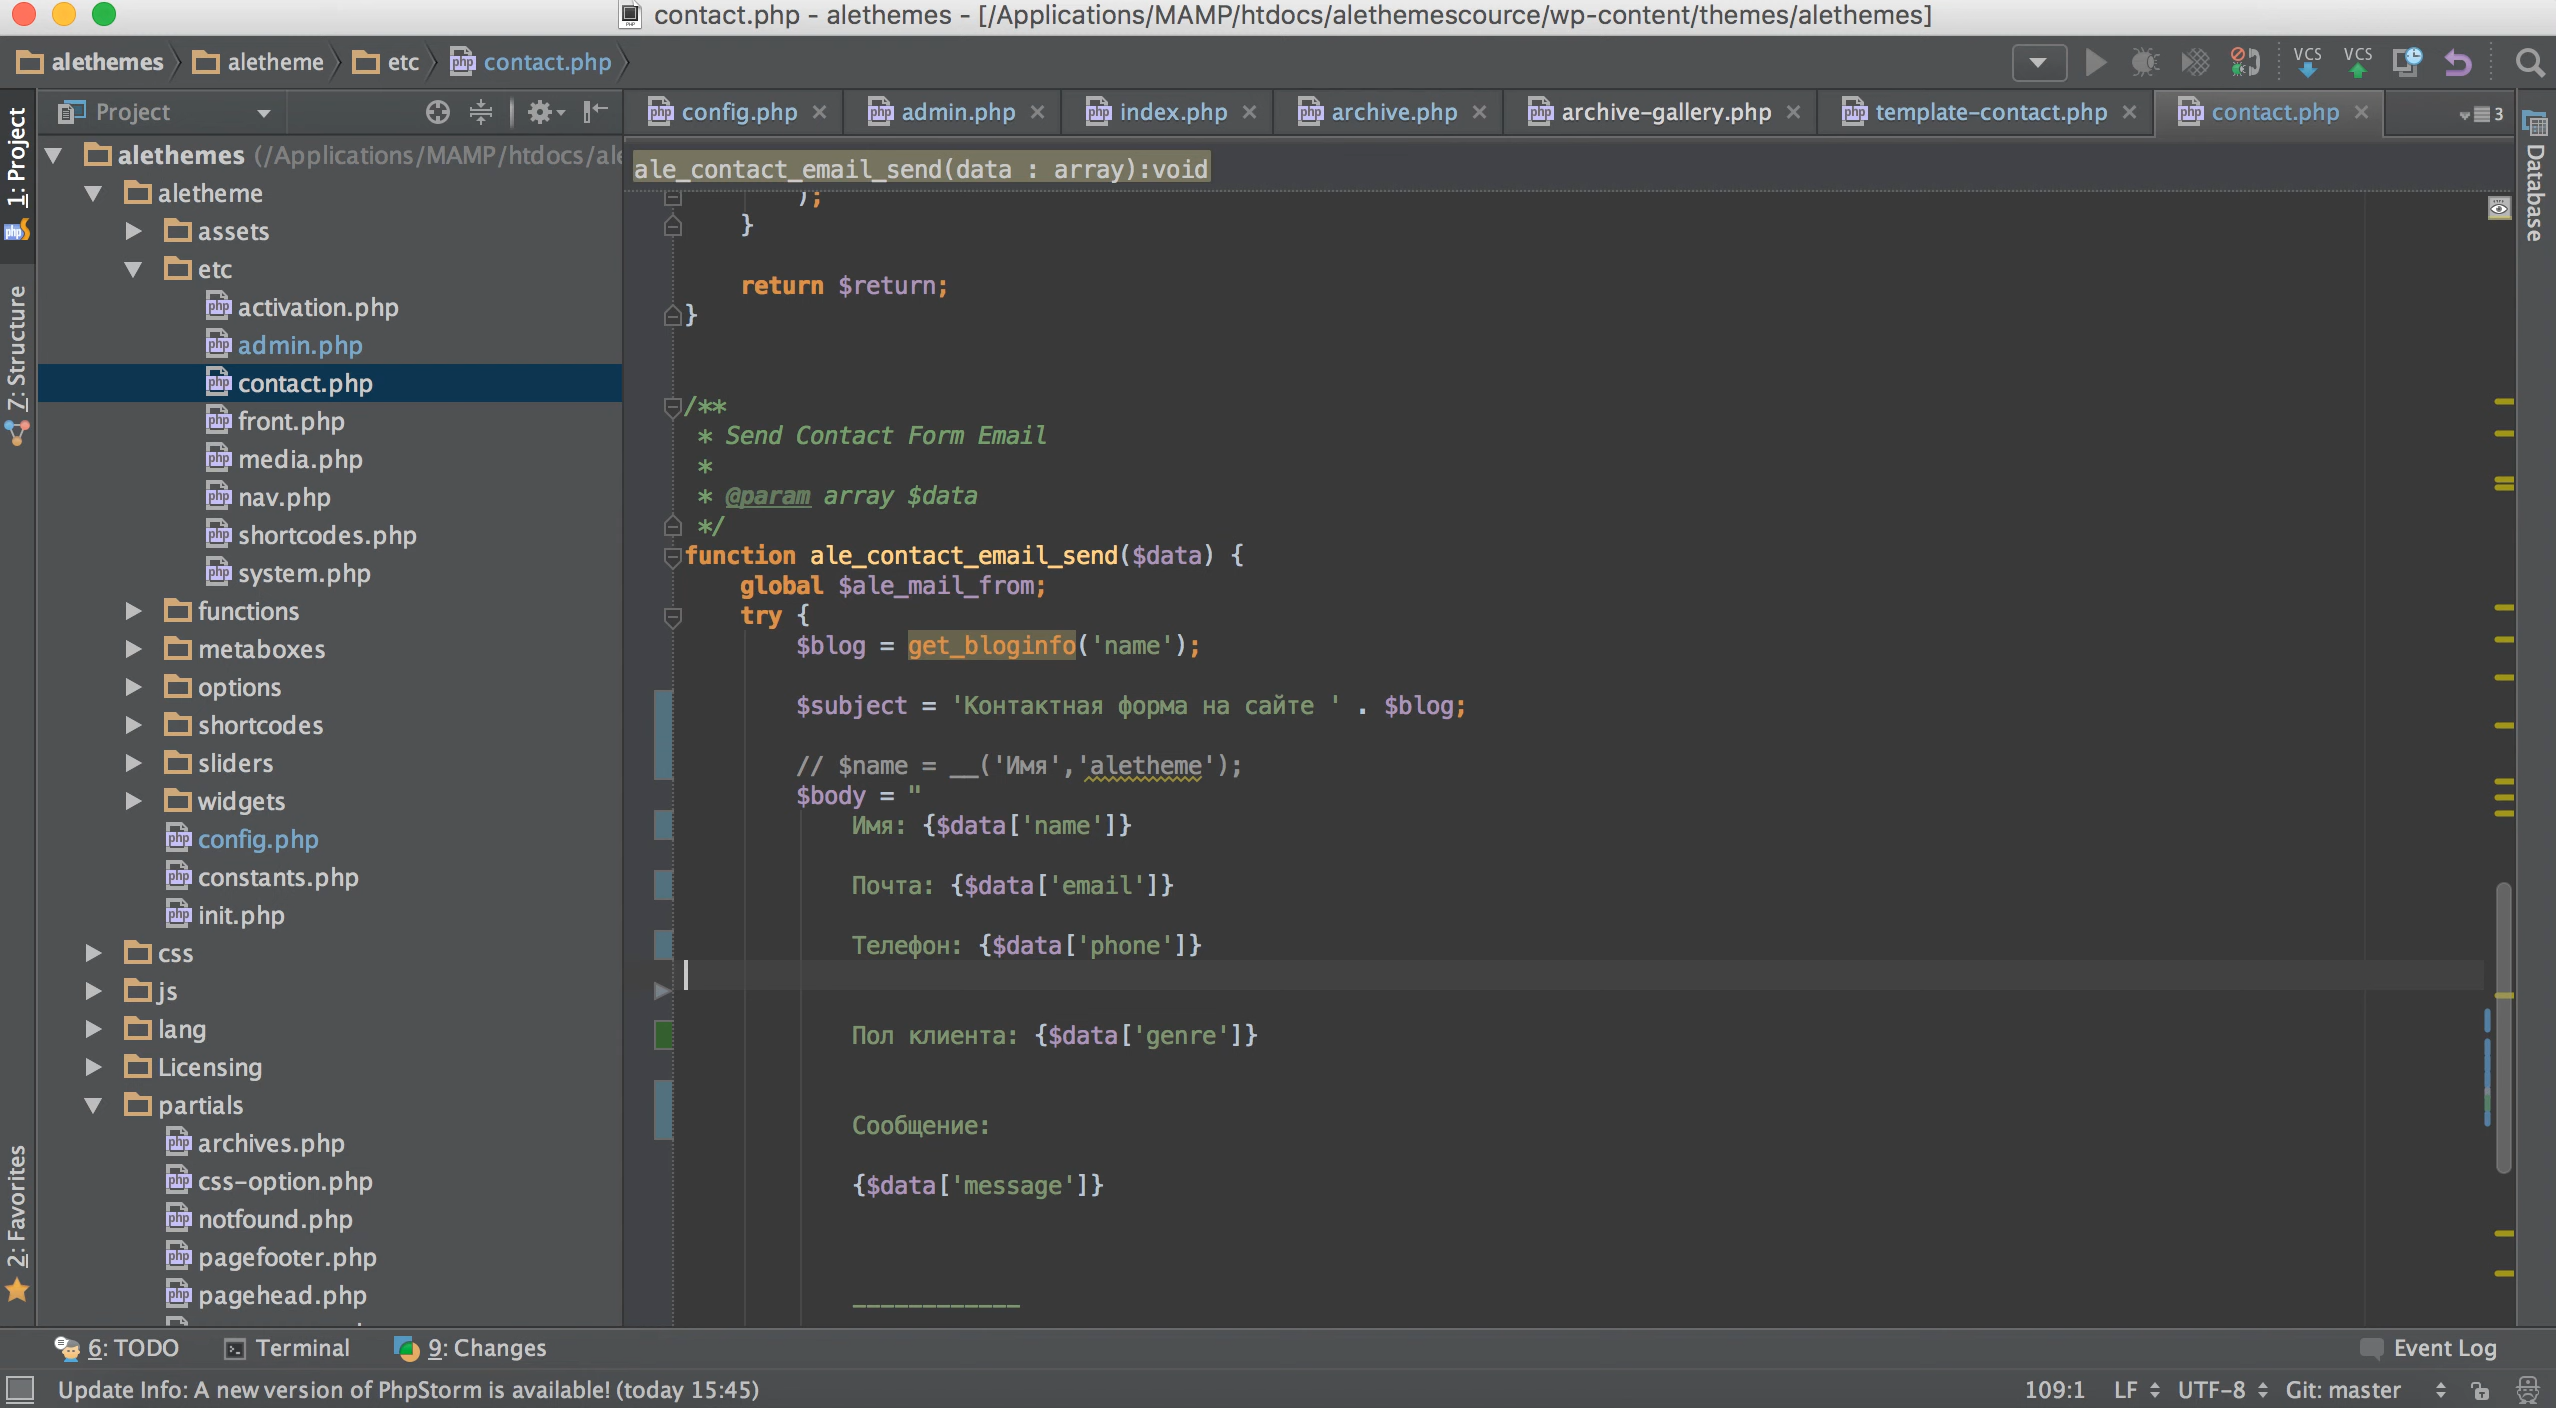 contact.php - alethemes - [/Applications/MAMP/htdocs/alethemescource/wp-content/themes/alethemes]
alethemes aletheme etc contact.php VCS VCS
Project config.php admin.php index.php archive.php archive-gallery.php template-contact.php contact.php 3
1: Project
7: Structure
2: Favorites
Database
alethemes (/Applications/MAMP/htdocs/ale
aletheme
assets
etc
activation.php
admin.php
contact.php
front.php
media.php
nav.php
shortcodes.php
system.php
functions
metaboxes
options
shortcodes
sliders
widgets
config.php
constants.php
init.php
css
js
lang
Licensing
partials
archives.php
css-option.php
notfound.php
pagefooter.php
pagehead.php
ale_contact_email_send(data : array):void
);
}
return $return;
}
/**
* Send Contact Form Email
*
* @param array $data
*/
function ale_contact_email_send($data) {
global $ale_mail_from;
try {
$blog = get_bloginfo('name');
$subject = 'Контактная форма на сайте ' . $blog;
// $name = __('Имя','aletheme');
$body = "
Имя: {$data['name']}
Почта: {$data['email']}
Телефон: {$data['phone']}
Пол клиента: {$data['genre']}
Сообщение:
{$data['message']}
------------
6: TODO Terminal 9: Changes Event Log
Update Info: A new version of PhpStorm is available! (today 15:45) 109:1 LF UTF-8 Git: master